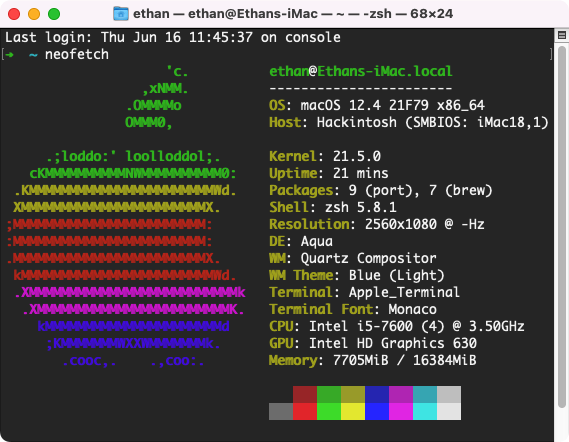 ethan — ethan@Ethans-iMac — ~ — -zsh — 68×24
Last login: Thu Jun 16 11:45:37 on console
[➜  ~ neofetch ]
'c.
,xNMM.
.OMMMMo
OMMM0,
.;loddo:' loolloddol;.
cKMMMMMMMMMMNWMMMMMMMMMM0:
.KMMMMMMMMMMMMMMMMMMMMMMMWd.
XMMMMMMMMMMMMMMMMMMMMMMMX.
;MMMMMMMMMMMMMMMMMMMMMMMM:
:MMMMMMMMMMMMMMMMMMMMMMMM:
.MMMMMMMMMMMMMMMMMMMMMMMMX.
kMMMMMMMMMMMMMMMMMMMMMMMMWd.
.XMMMMMMMMMMMMMMMMMMMMMMMMMMk
.XMMMMMMMMMMMMMMMMMMMMMMMMK.
kMMMMMMMMMMMMMMMMMMMMMMd
;KMMMMMMMWXXWMMMMMMMk.
.cooc,.    .,coo:.
ethan@Ethans-iMac.local
-----------------------
OS: macOS 12.4 21F79 x86_64
Host: Hackintosh (SMBIOS: iMac18,1)
Kernel: 21.5.0
Uptime: 21 mins
Packages: 9 (port), 7 (brew)
Shell: zsh 5.8.1
Resolution: 2560x1080 @ -Hz
DE: Aqua
WM: Quartz Compositor
WM Theme: Blue (Light)
Terminal: Apple_Terminal
Terminal Font: Monaco
CPU: Intel i5-7600 (4) @ 3.50GHz
GPU: Intel HD Graphics 630
Memory: 7705MiB / 16384MiB